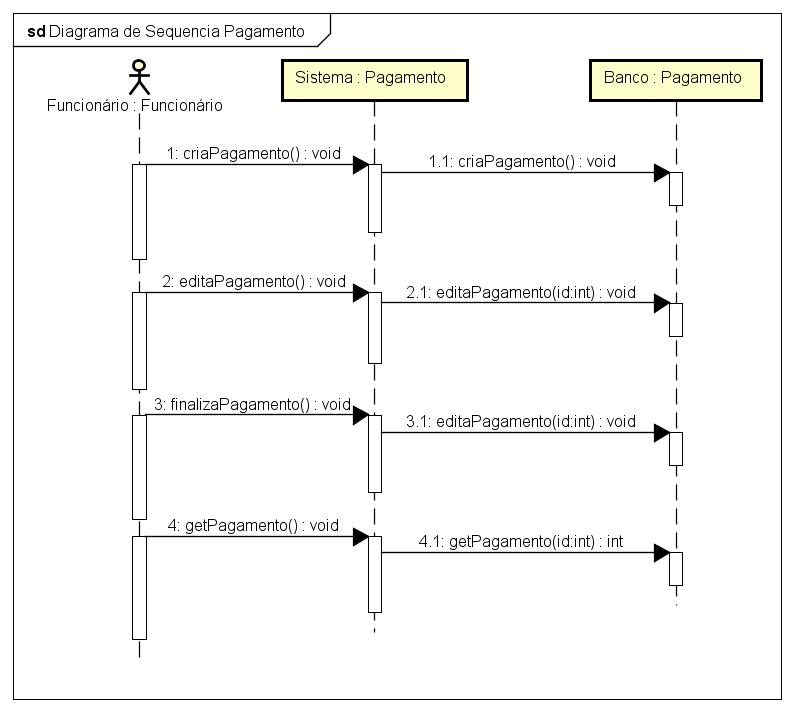 sd Diagrama de Sequencia Pagamento
Funcionário : Funcionário
Sistema : Pagamento
Banco : Pagamento
1: criaPagamento() : void
1.1: criaPagamento() : void
2: editaPagamento() : void
2.1: editaPagamento(id:int) : void
3: finalizaPagamento() : void
3.1: editaPagamento(id:int) : void
4: getPagamento() : void
4.1: getPagamento(id:int) : int